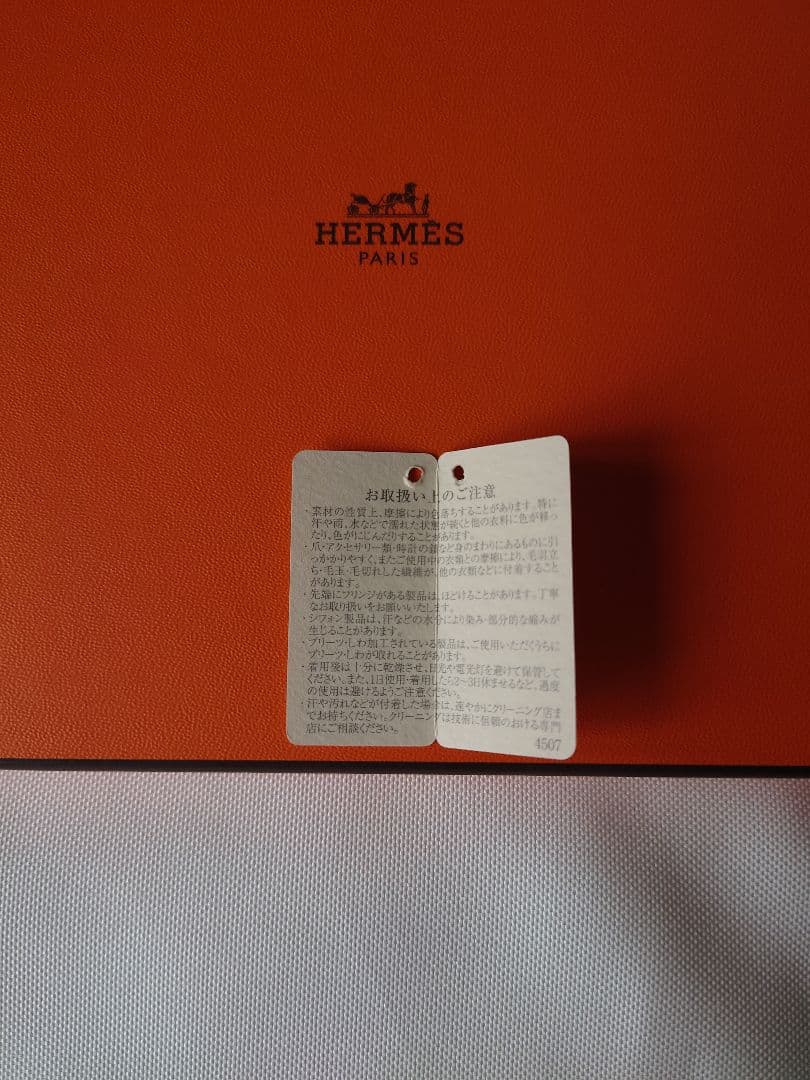 HERMÈS
PARIS
お取扱い上のご注意
・素材の性質上、摩擦により色落ちすることがあります。特に
汗や雨、水などで濡れた状態が続くと他の衣料に色が移っ
たり、色がにじんだりすることがあります。
・爪・アクセサリー類・時計の鎖など身のまわりにあるものに引
っかかりやすく、またご使用中の衣類との摩擦により、毛羽立
ち・毛玉・毛切れした繊維が、他の衣類などに付着すること
があります。
・先端にフリンジがある製品は、ほどけることがあります。丁寧
なお取り扱いをお願いいたします。
・シフォン製品は、汗などの水分により染み・部分的な縮みが
生じることがあります。
・プリーツ・しわ加工されている製品は、ご使用いただくうちに
プリーツ・しわが取れることがあります。
・着用後は十分に乾燥させ、日光や電光灯を避けて保管して
ください。また、1日使用・着用したら2〜3日休ませるなど、過度
の使用は避けるようご注意ください。
・汗や汚れなどが付着した場合は、速やかにクリーニング店ま
でお持ちください。クリーニングは技術に信頼のおける専門
店にご相談ください。
4507